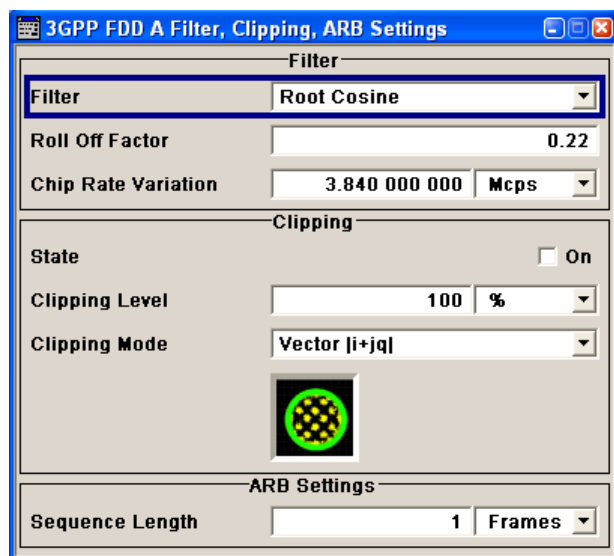 3GPP FDD A Filter, Clipping, ARB Settings
Filter
Filter Root Cosine
Roll Off Factor 0.22
Chip Rate Variation 3.840 000 000 Mcps
Clipping
State On
Clipping Level 100 %
Clipping Mode Vector |i+jq|
ARB Settings
Sequence Length 1 Frames